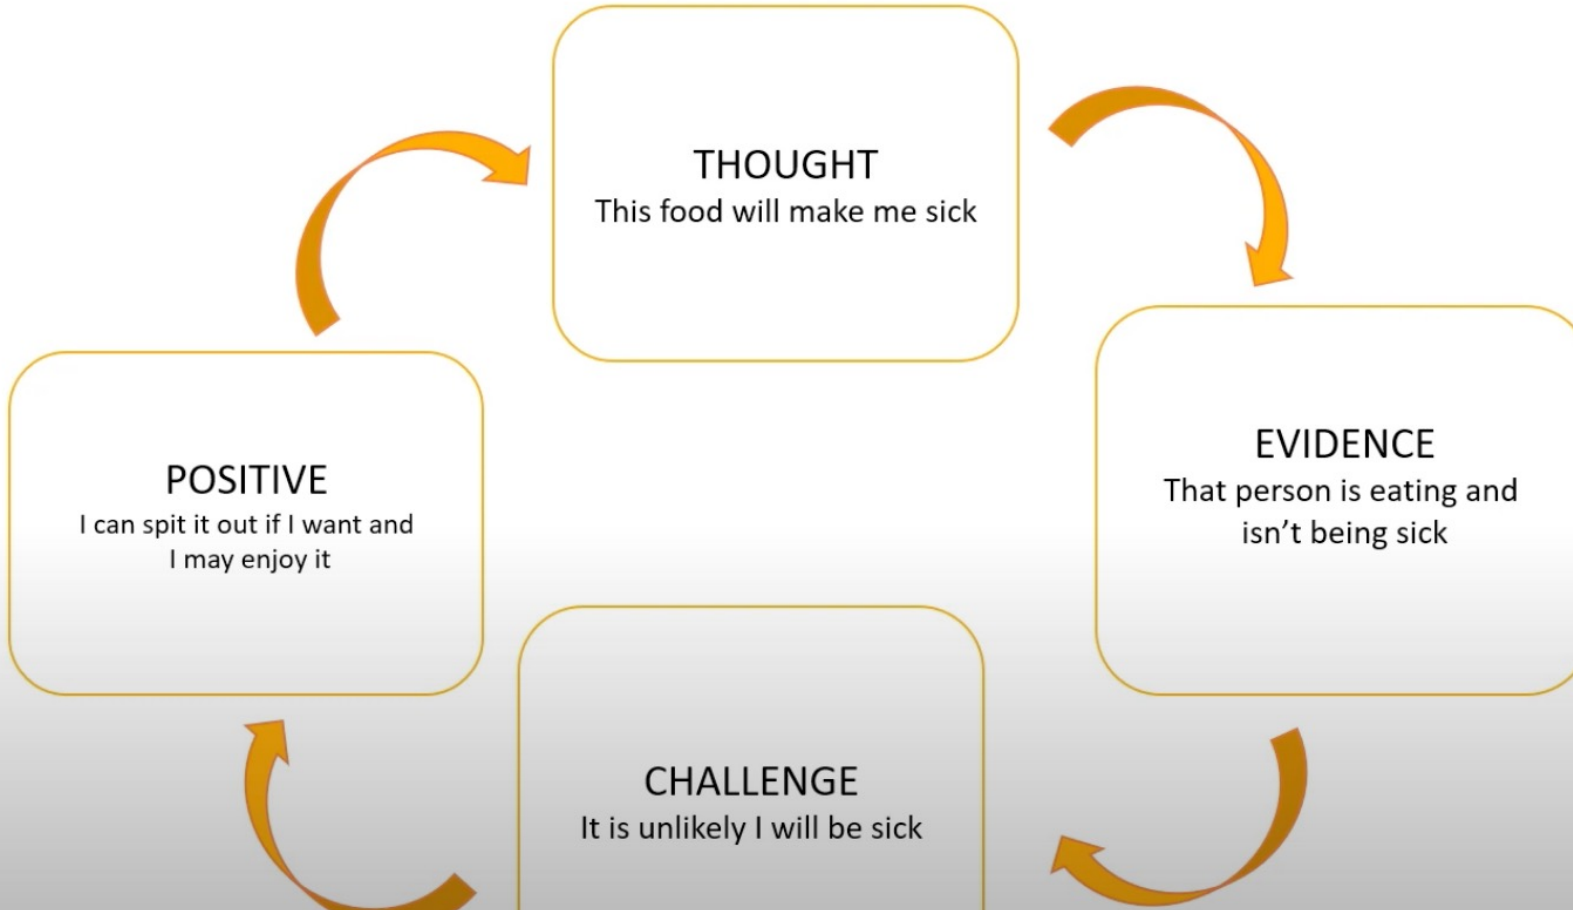 THOUGHT
This food will make me sick
EVIDENCE
That person is eating and
isn’t being sick
CHALLENGE
It is unlikely I will be sick
POSITIVE
I can spit it out if I want and
I may enjoy it